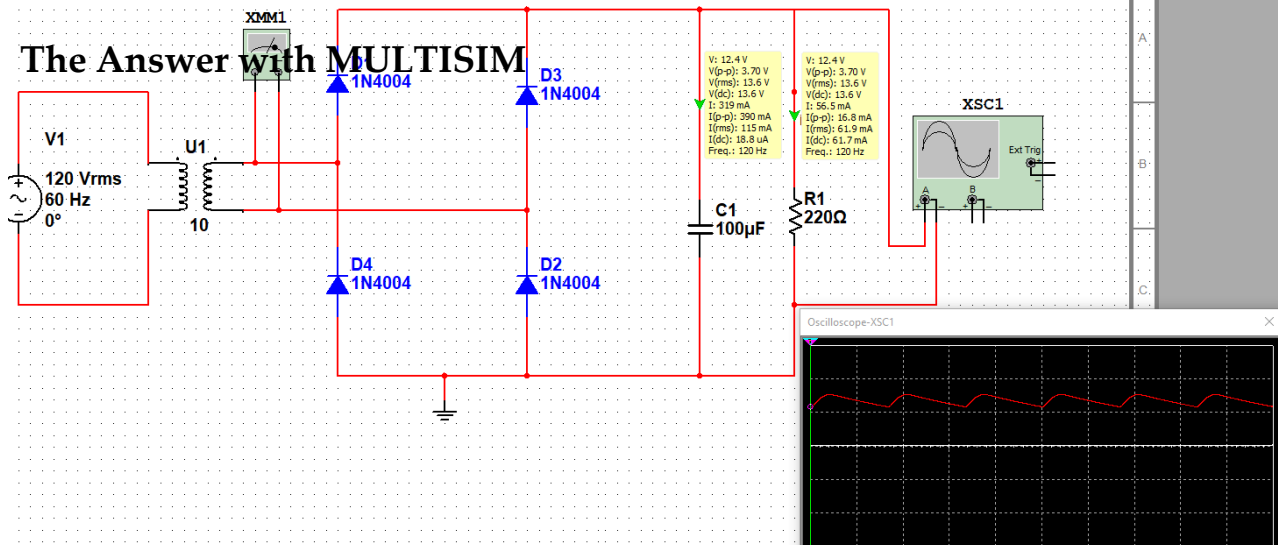 XMM1
The Answer with MULTISIM
D1
1N4004
D3
1N4004
V1
120 Vrms
60 Hz
0°
U1
10
D4
1N4004
D2
1N4004
V: 12.4 V
V(p-p): 3.70 V
V(rms): 13.6 V
V(dc): 13.6 V
I: 319 mA
I(p-p): 390 mA
I(rms): 115 mA
I(dc): 18.8 uA
Freq.: 120 Hz
V: 12.4 V
V(p-p): 3.70 V
V(rms): 13.6 V
V(dc): 13.6 V
I: 56.5 mA
I(p-p): 16.8 mA
I(rms): 61.9 mA
I(dc): 61.7 mA
Freq.: 120 Hz
C1
100µF
R1
220Ω
XSC1
Ext Trig
A
B
A
B
C
Oscilloscope-XSC1